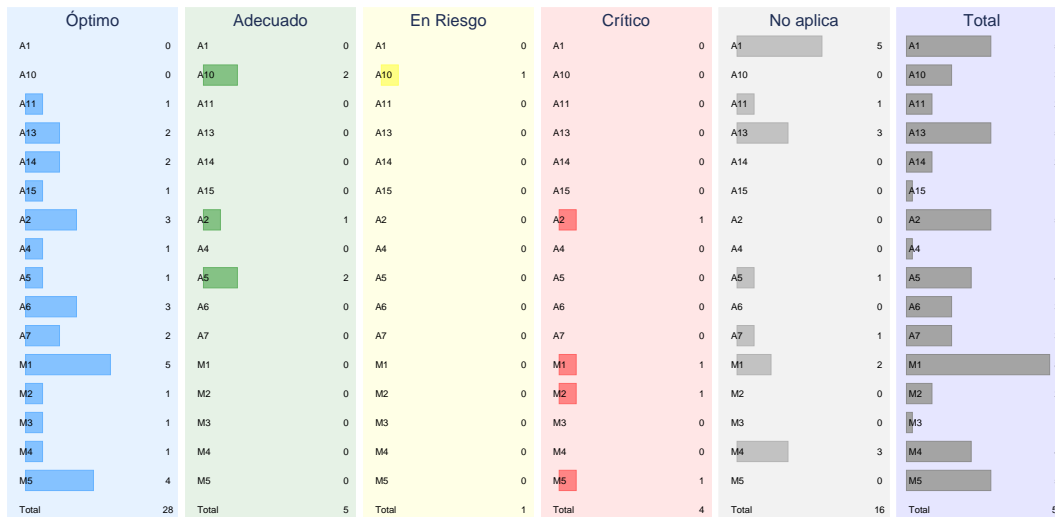 Óptimo Adecuado En Riesgo Crítico No aplica Total
A1 0 A1 0 A1 0 A1 0 A1 5 A1
A10 0 A10 2 A10 1 A10 0 A10 0 A10
A11 1 A11 0 A11 0 A11 0 A11 1 A11
A13 2 A13 0 A13 0 A13 0 A13 3 A13
A14 2 A14 0 A14 0 A14 0 A14 0 A14
A15 1 A15 0 A15 0 A15 0 A15 0 A15
A2 3 A2 1 A2 0 A2 1 A2 0 A2
A4 1 A4 0 A4 0 A4 0 A4 0 A4
A5 1 A5 2 A5 0 A5 0 A5 1 A5
A6 3 A6 0 A6 0 A6 0 A6 0 A6
A7 2 A7 0 A7 0 A7 0 A7 1 A7
M1 5 M1 0 M1 0 M1 1 M1 2 M1
M2 1 M2 0 M2 0 M2 1 M2 0 M2
M3 1 M3 0 M3 0 M3 0 M3 0 M3
M4 1 M4 0 M4 0 M4 0 M4 3 M4
M5 4 M5 0 M5 0 M5 1 M5 0 M5
Total 28 Total 5 Total 1 Total 4 Total 16 Total